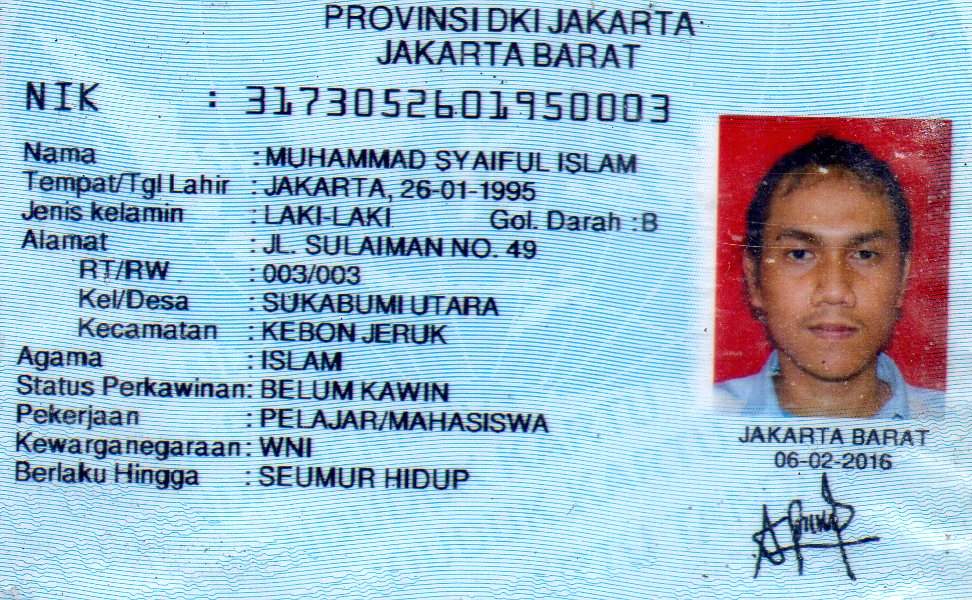 PROVINSI DKI JAKARTA
JAKARTA BARAT
NIK : 3173052601950003
Nama : MUHAMMAD SYAIFUL ISLAM
Tempat/Tgl Lahir : JAKARTA, 26-01-1995
Jenis kelamin : LAKI-LAKI Gol. Darah : B
Alamat : JL. SULAIMAN NO. 49
RT/RW : 003/003
Kel/Desa : SUKABUMI UTARA
Kecamatan : KEBON JERUK
Agama : ISLAM
Status Perkawinan: BELUM KAWIN
Pekerjaan : PELAJAR/MAHASISWA
Kewarganegaraan : WNI
Berlaku Hingga : SEUMUR HIDUP
JAKARTA BARAT
06-02-2016